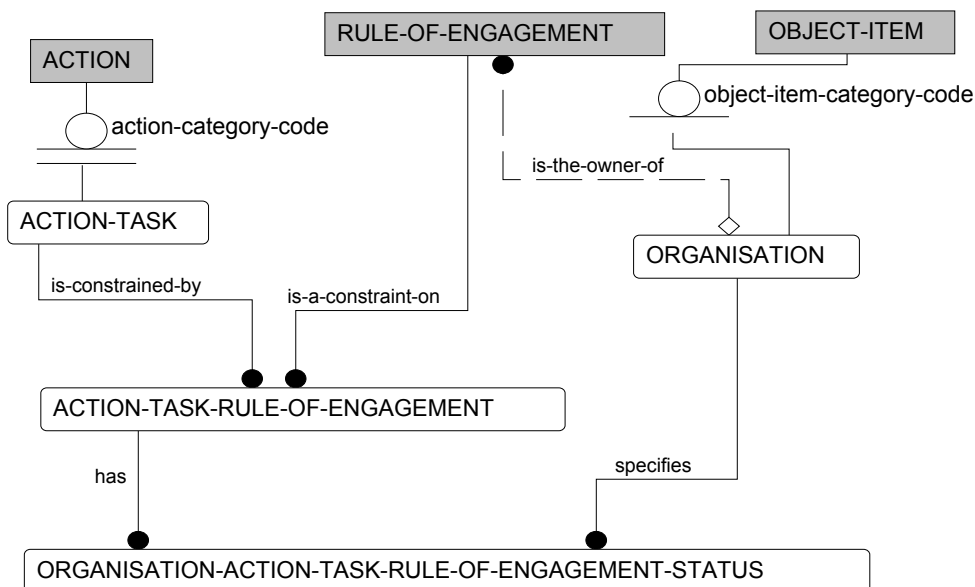 RULE-OF-ENGAGEMENT
OBJECT-ITEM
ACTION
object-item-category-code
action-category-code
is-the-owner-of
ACTION-TASK
ORGANISATION
is-constrained-by
is-a-constraint-on
ACTION-TASK-RULE-OF-ENGAGEMENT
has
specifies
ORGANISATION-ACTION-TASK-RULE-OF-ENGAGEMENT-STATUS